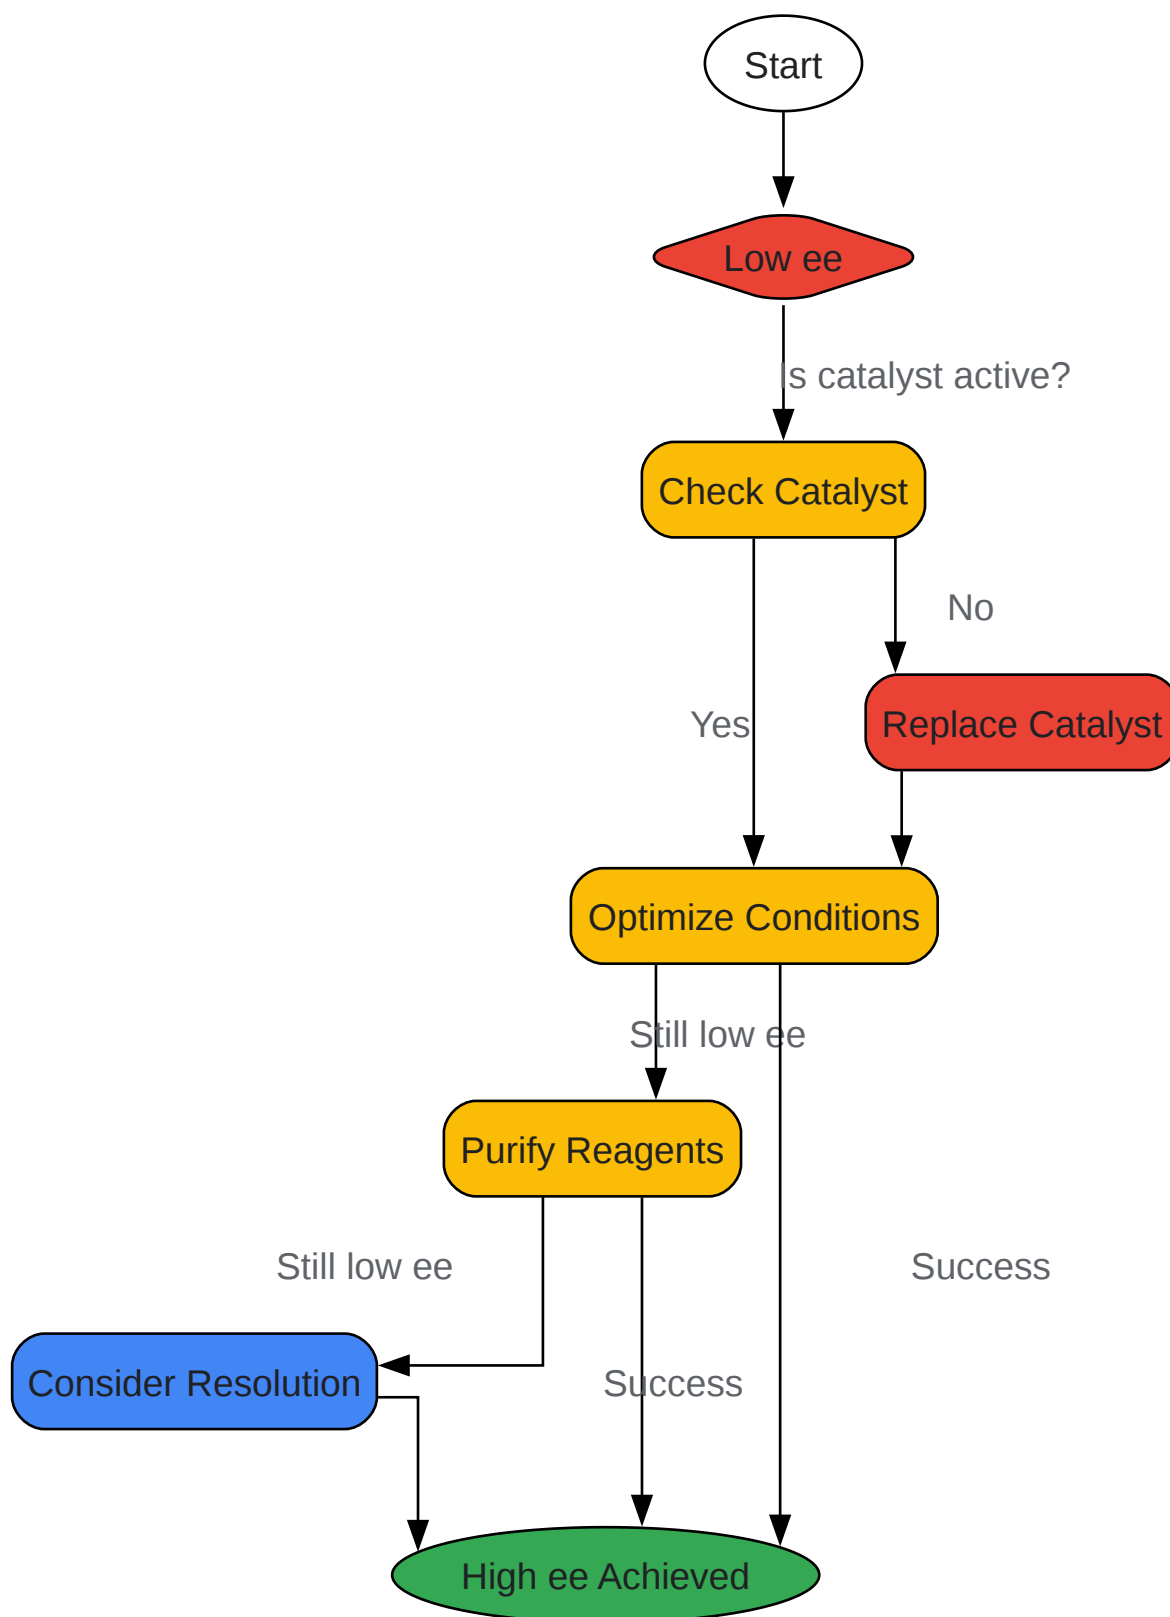 Start
Low ee
Is catalyst active?
Check Catalyst
No
Yes
Replace Catalyst
Optimize Conditions
Still low ee
Purify Reagents
Still low ee
Success
Consider Resolution
Success
High ee Achieved